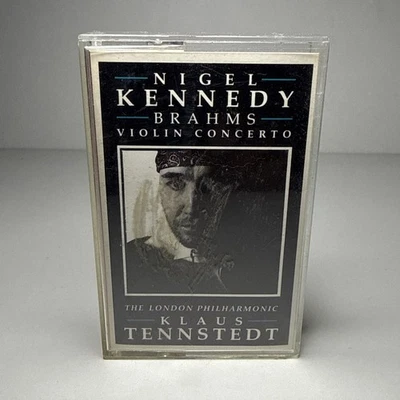 NIGEL
KENNEDY
BRAHMS
VIOLIN CONCERTO
THE LONDON PHILHARMONIC
KLAUS
TENNSTEDT